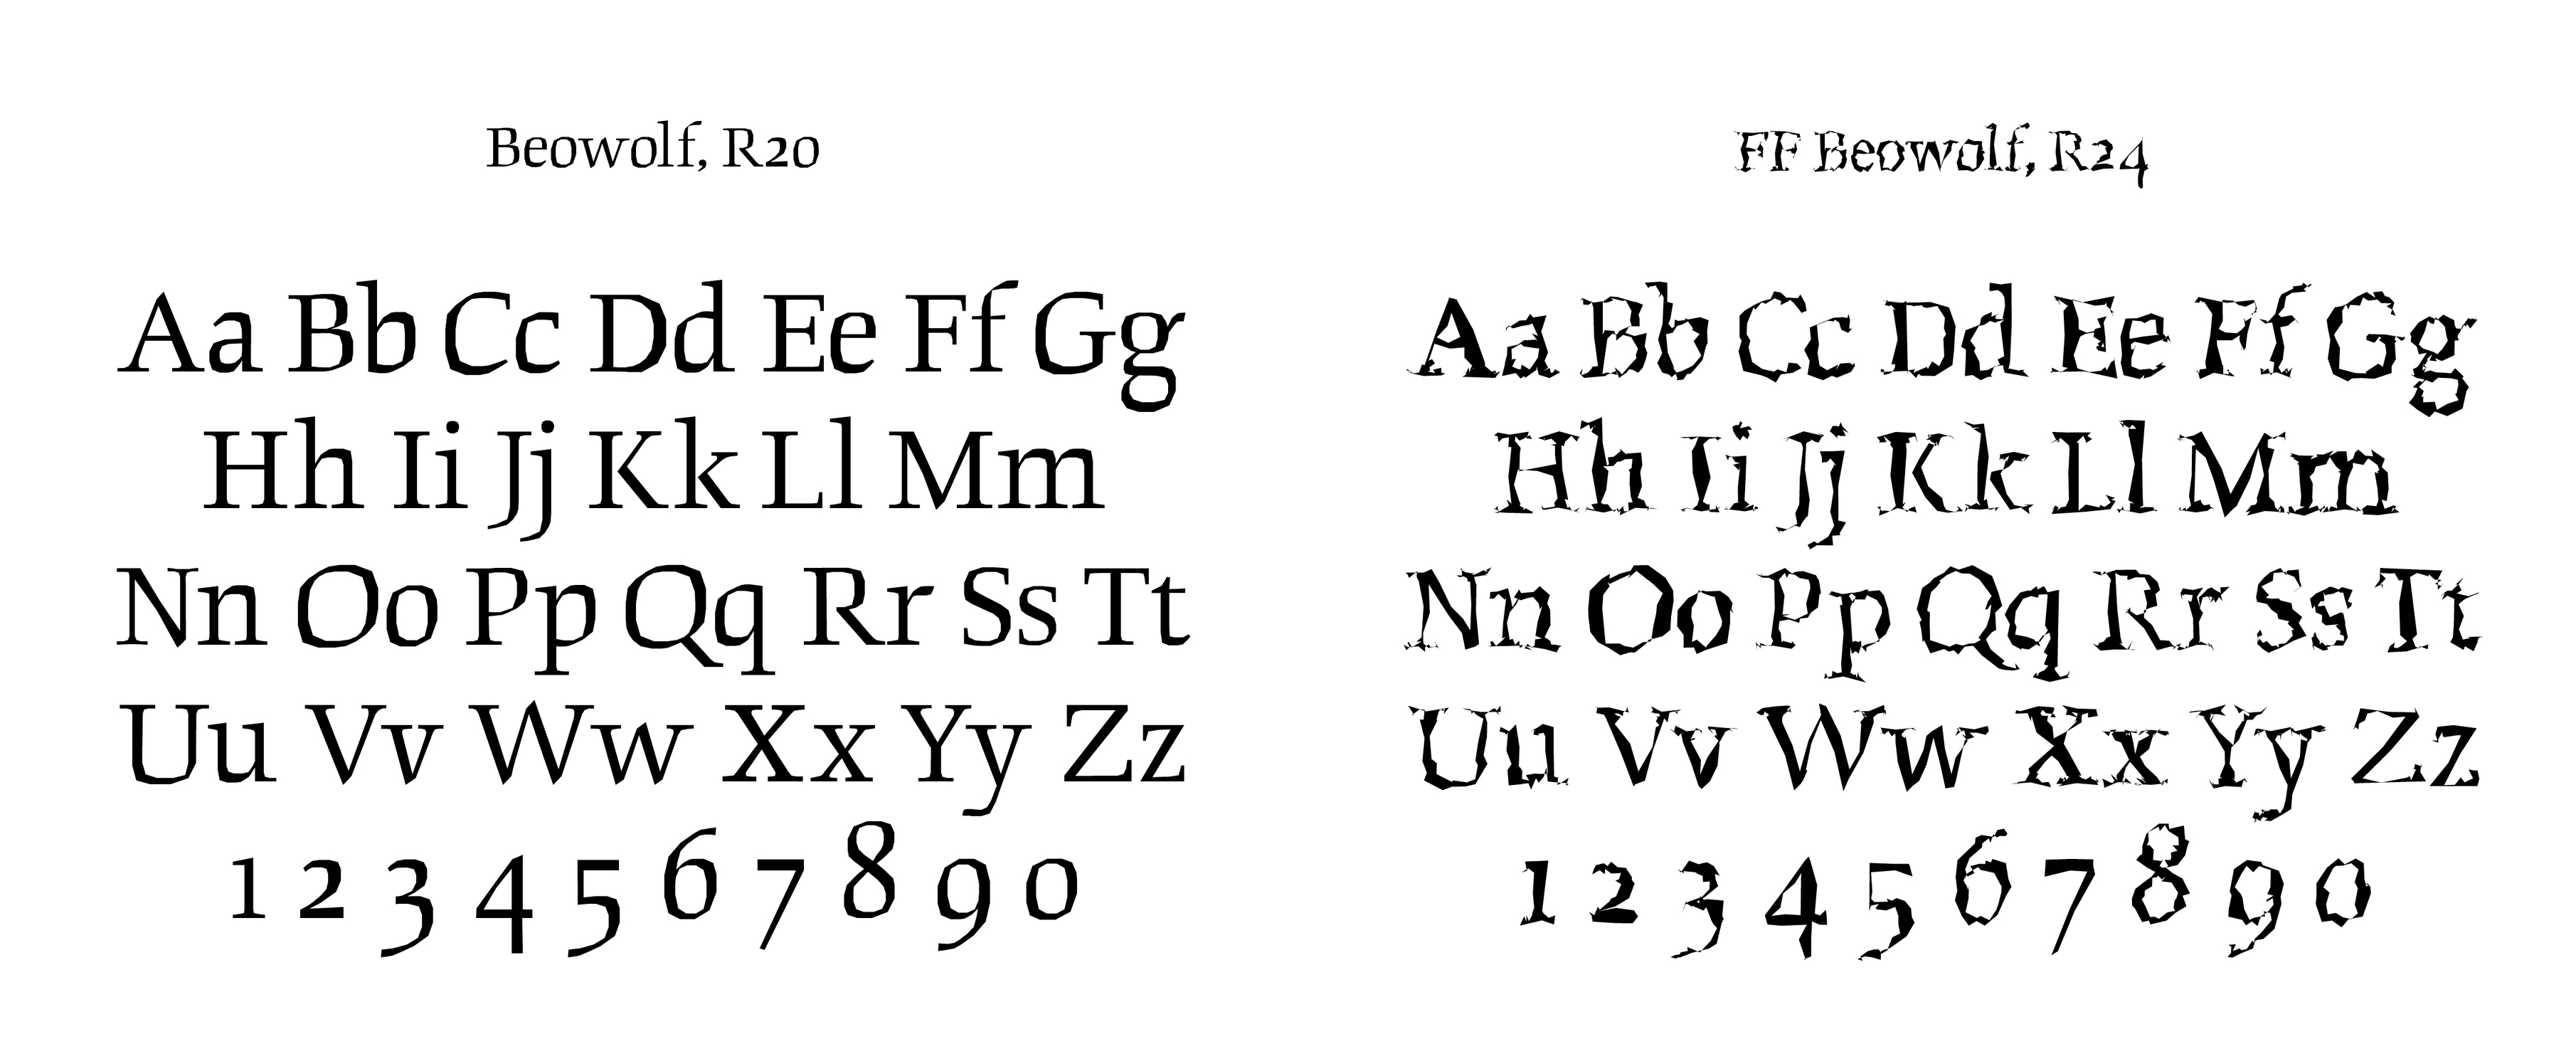 Beowolf, R20
Aa Bb Cc Dd Ee Ff Gg
Hh Ii Jj Kk Ll Mm
Nn Oo Pp Qq Rr Ss Tt
Uu Vv Ww Xx Yy Zz
1 2 3 4 5 6 7 8 9 0
FF Beowolf, R24
Aa Bb Cc Dd Ee Ff Gg
Hh Ii Jj Kk Ll Mm
Nn Oo Pp Qq Rr Ss Tt
Uu Vv Ww Xx Yy Zz
1 2 3 4 5 6 7 8 9 0